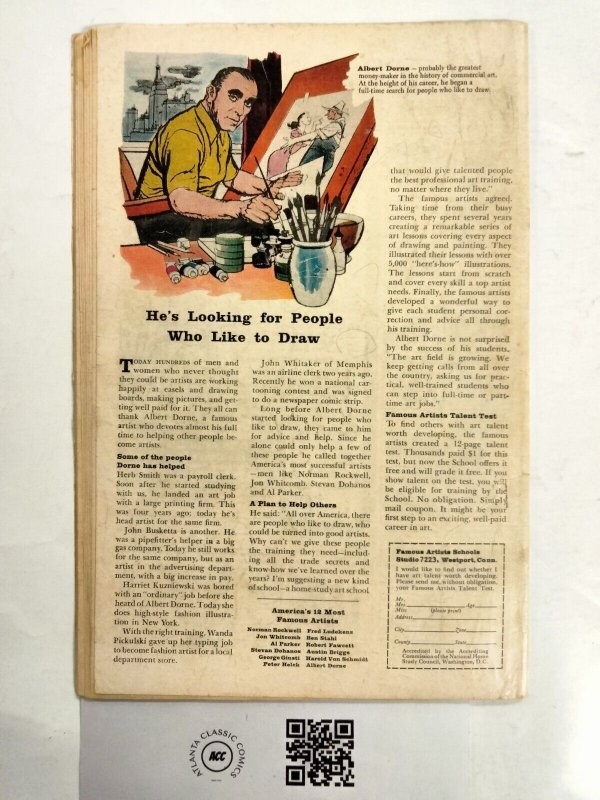 Albert Dorne – probably the greatest
money-maker in the history of commercial art.
At the height of his career, he began a
full-time search for people who like to draw.
He's Looking for People
Who Like to Draw
TODAY HUNDREDS of men and
women who never thought
they could be artists are working
happily at easels and drawing
boards, making pictures, and get-
ting well paid for it. They all can
thank Albert Dorne, a famous
artist who devotes almost his full
time to helping other people be-
come artists.
Some of the people
Dorne has helped
Herb Smith was a payroll clerk.
Soon after he started studying
with us, he landed an art job
with a large printing firm. This
was four years ago; today he's
head artist for the same firm.
John Busketta is another. He
was a pipefitter's helper in a big
gas company. Today he still works
for the same company, but as an
artist in the advertising depart-
ment, with a big increase in pay.
Harriet Kuzniewski was bored
with an "ordinary" job before she
heard of Albert Dorne. Today she
does high-style fashion illustra-
tion in New York.
With the right training, Wanda
Pickulski gave up her typing job
to become fashion artist for a local
department store.
John Whitaker of Memphis
was an airline clerk two years ago.
Recently he won a national car-
tooning contest and was signed
to do a newspaper comic strip.
Long before Albert Dorne
started looking for people who
like to draw, they came to him
for advice and help. Since he
alone could only help a few of
these people he called together
America's most successful artists
–men like Norman Rockwell,
Jon Whitcomb, Stevan Dohanos
and Al Parker.
A Plan to Help Others
He said: "All over America, there
are people who like to draw, who
could be turned into good artists.
Why can't we give these people
the training they need–includ-
ing all the trade secrets and
know-how we've learned over the
years? I'm suggesting a new kind
of school–a home-study art school
America's 12 Most
Famous Artists
Norman Rockwell Fred Ludekens
Jon Whitcomb Ben Stahl
Al Parker Robert Fawcett
Stevan Dohanos Austin Briggs
George Giusti Harold Von Schmidt
Peter Helck Albert Dorne
that would give talented people
the best professional art training,
no matter where they live."
The famous artists agreed.
Taking time from their busy
careers, they spent several years
creating a remarkable series of
art lessons covering every aspect
of drawing and painting. They
illustrated their lessons with over
5,000 "here's-how" illustrations.
The lessons start from scratch
and cover every skill a top artist
needs. Finally, the famous artists
developed a wonderful way to
give each student personal cor-
rection and advice all through
his training.
Albert Dorne is not surprised
by the success of his students.
"The art field is growing. We
keep getting calls from all over
the country, asking us for prac-
tical, well-trained students who
can step into full-time or part-
time art jobs."
Famous Artists Talent Test
To find others with art talent
worth developing, the famous
artists created a 12-page talent
test. Thousands paid $1 for this
test, but now the School offers it
free and will grade it free. If you
show talent on the test, you will
be eligible for training by the
School. No obligation. Simply
mail coupon. It might be your
first step to an exciting, well-paid
career in art.
Famous Artists Schools
Studio 7223, Westport, Conn.
I would like to find out whether I
have art talent worth developing.
Please send me, without obligation,
your Famous Artists Talent Test.
Mr.
Mrs. Age
Miss (please print)
Address
City Zone
County State
Accredited by the Accrediting
Commission of the National Home
Study Council, Washington, D.C.
ATLANTA CLASSIC COMICS
ACC